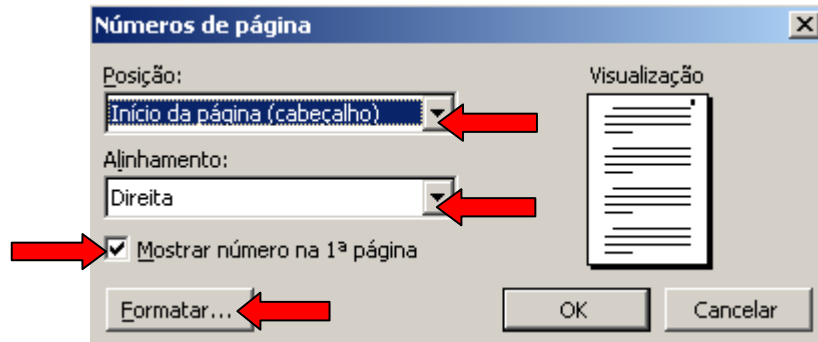 Números de página
Posição:
Visualização
Início da página (cabeçalho)
Alinhamento:
Direita
Mostrar número na 1ª página
Formatar...
OK
Cancelar